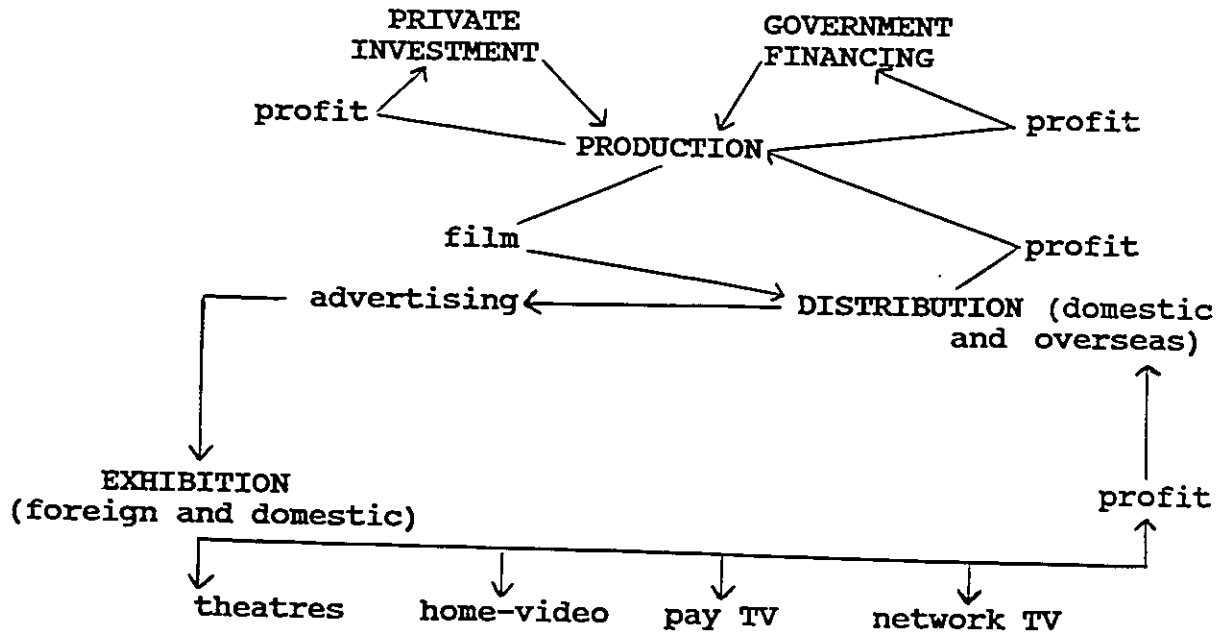 PRIVATE
INVESTMENT
GOVERNMENT
FINANCING
profit
profit
PRODUCTION
film
profit
advertising
DISTRIBUTION (domestic
and overseas)
EXHIBITION
(foreign and domestic)
profit
theatres
home-video
pay TV
network TV